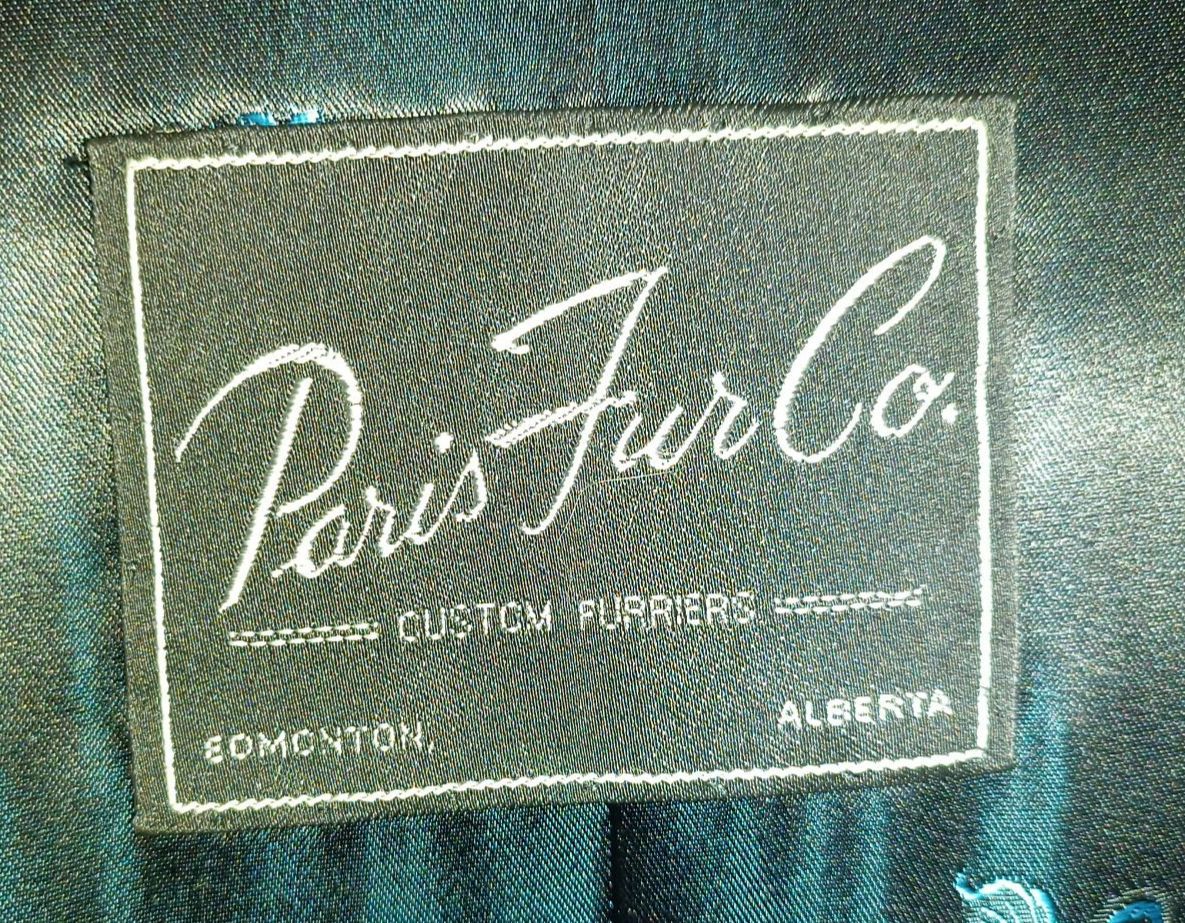 Paris Fur Co.
CUSTOM FURRIERS
EDMONTON, ALBERTA